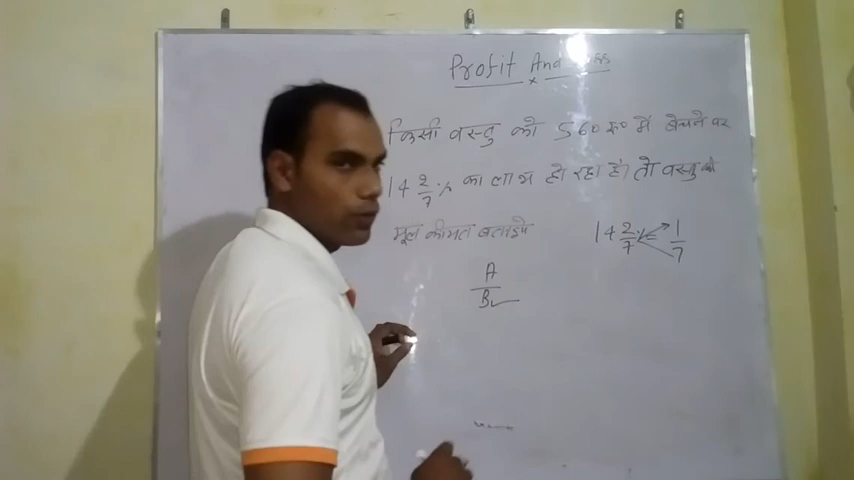 Profit And
किसी वस्तु को 560 रू० में बेचने पर
14 2/7 % का लाभ हो रहा है। तो वस्तु की
मूल कीमत बताइये
14 2/7 % = 1/7
A
B